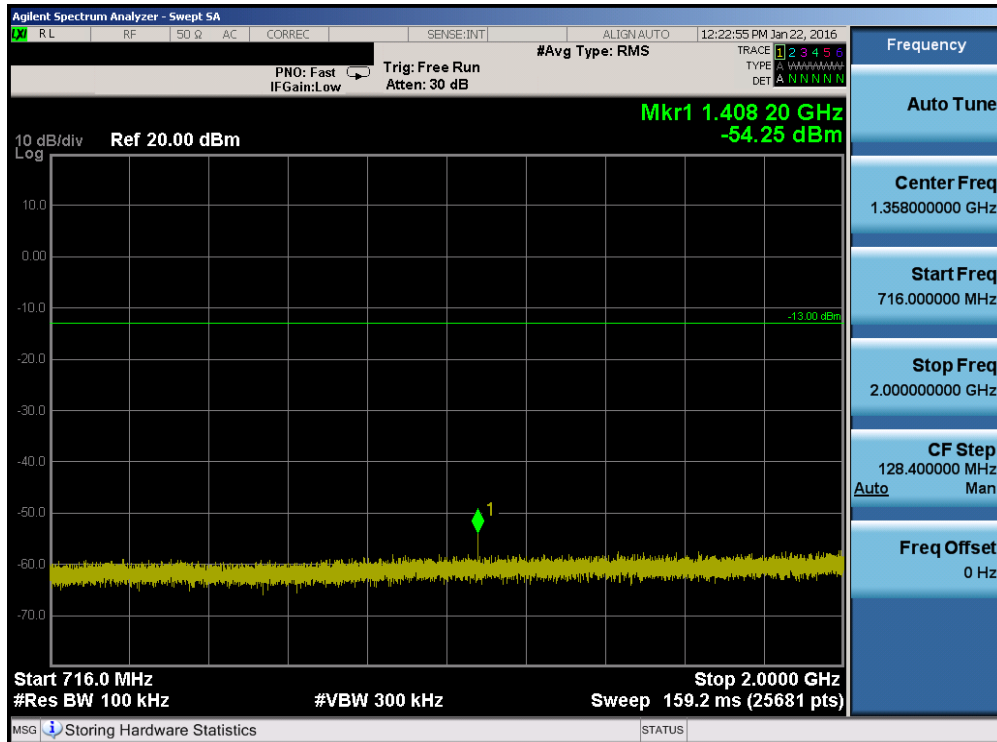 Agilent Spectrum Analyzer - Swept SA
LXI RL RF 50 Ω AC CORREC SENSE:INT ALIGN AUTO 12:22:55 PM Jan 22, 2016
#Avg Type: RMS
TRACE 1 2 3 4 5 6
PNO: Fast Trig: Free Run
TYPE A WWWWW
IFGain:Low Atten: 30 dB
DET A N N N N N
Mkr1 1.408 20 GHz
-54.25 dBm
10 dB/div Ref 20.00 dBm
Log
10.0
0.00
-10.0
-13.00 dBm
-20.0
-30.0
-40.0
-50.0
1
-60.0
-70.0
Start 716.0 MHz Stop 2.0000 GHz
#Res BW 100 kHz #VBW 300 kHz Sweep 159.2 ms (25681 pts)
MSG Storing Hardware Statistics STATUS
Frequency
Auto Tune
Center Freq
1.358000000 GHz
Start Freq
716.000000 MHz
Stop Freq
2.000000000 GHz
CF Step
128.400000 MHz
Auto Man
Freq Offset
0 Hz